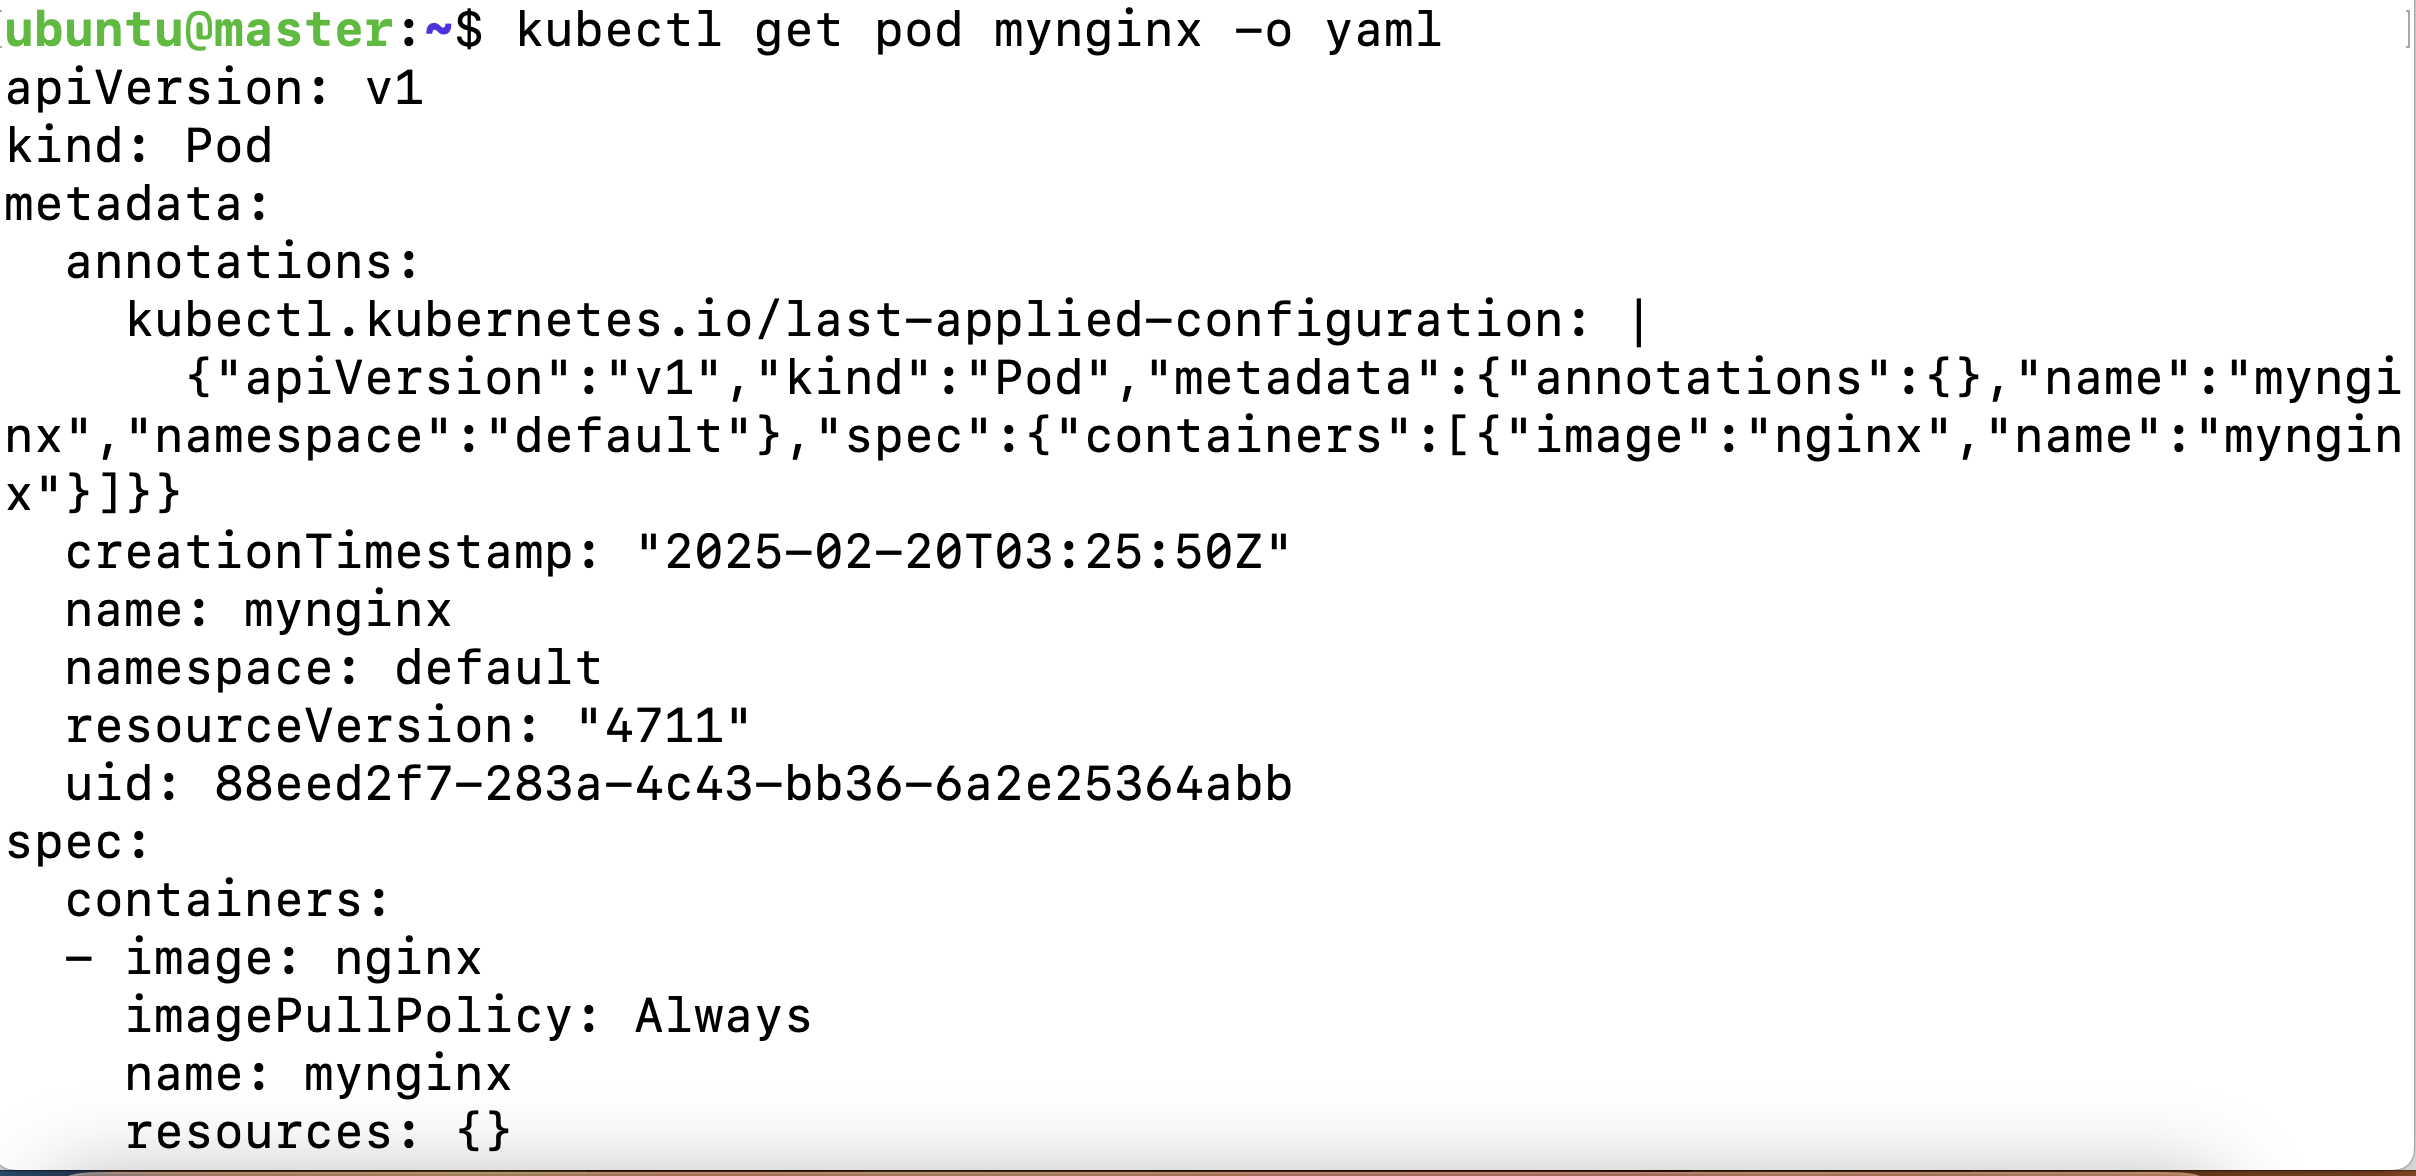 ubuntu@master:~$ kubectl get pod mynginx -o yaml
apiVersion: v1
kind: Pod
metadata:
  annotations:
    kubectl.kubernetes.io/last-applied-configuration: |
      {"apiVersion":"v1","kind":"Pod","metadata":{"annotations":{},"name":"myngi
nx","namespace":"default"},"spec":{"containers":[{"image":"nginx","name":"myngin
x"}]}}
  creationTimestamp: "2025-02-20T03:25:50Z"
  name: mynginx
  namespace: default
  resourceVersion: "4711"
  uid: 88eed2f7-283a-4c43-bb36-6a2e25364abb
spec:
  containers:
  - image: nginx
    imagePullPolicy: Always
    name: mynginx
    resources: {}